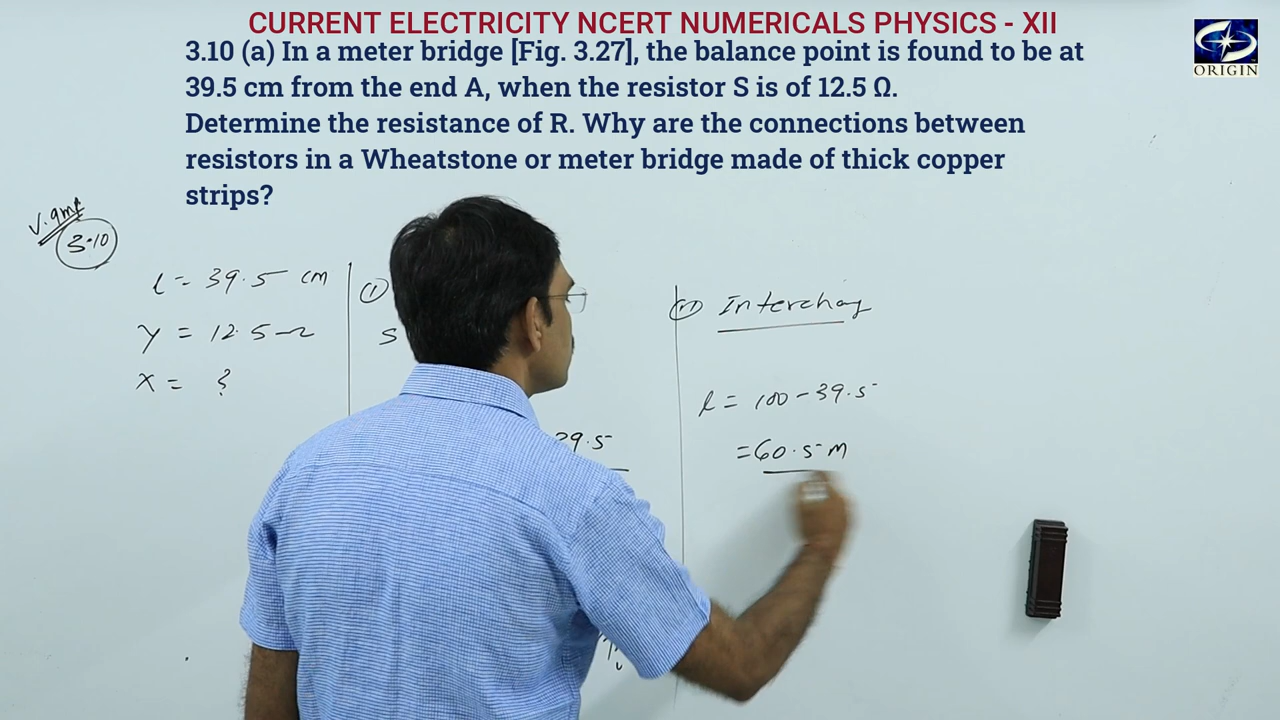 CURRENT ELECTRICITY NCERT NUMERICALS PHYSICS - XII
3.10 (a) In a meter bridge [Fig. 3.27], the balance point is found to be at
39.5 cm from the end A, when the resistor S is of 12.5 Ω.
Determine the resistance of R. Why are the connections between
resistors in a Wheatstone or meter bridge made of thick copper
strips?
ORIGIN
V. Imp
3.10
l = 39.5 cm
Y = 12.5 Ω
X = ?
(1)
S
39.5
Interchang
l = 100 - 39.5
= 60.5 m